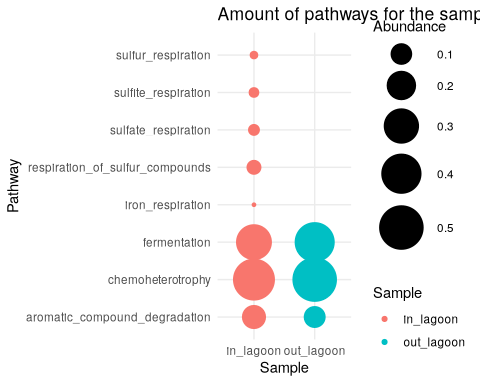 Amount of pathways for the samp
Abundance
0.1
0.2
0.3
0.4
0.5
Pathway
sulfur_respiration
sulfite_respiration
sulfate_respiration
respiration_of_sulfur_compounds
iron_respiration
fermentation
chemoheterotrophy
aromatic_compound_degradation
in_lagoon out_lagoon
Sample
Sample
in_lagoon
out_lagoon